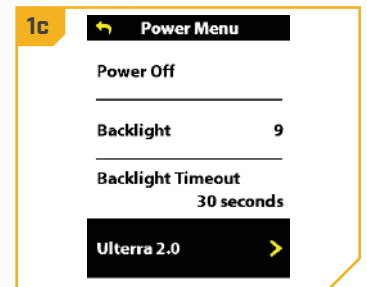 1c
Power Menu
Power Off
Backlight 9
Backlight Timeout
30 seconds
Ulterra 2.0